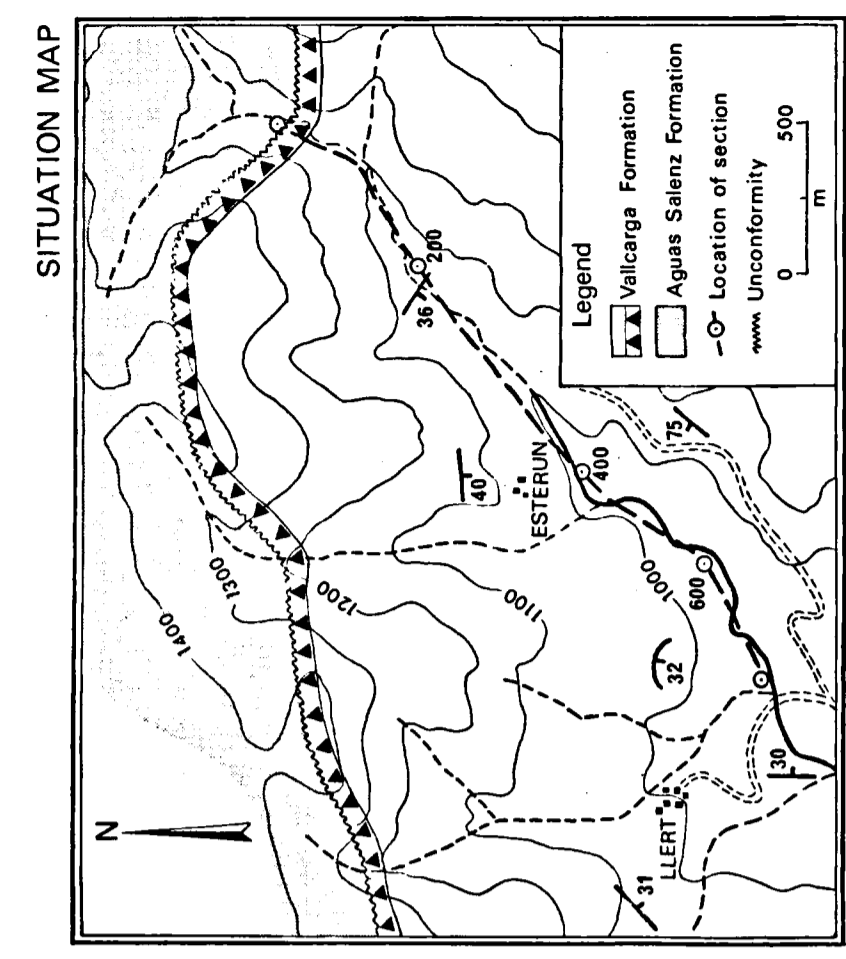 SITUATION MAP
N
1400
1300
1200
1100
1000
200
36
40
ESTERUN
400
75
600
32
30
LLERT
31
Legend
Vallcarga Formation
Aguas Salenz Formation
Location of section
Unconformity
0 500
m